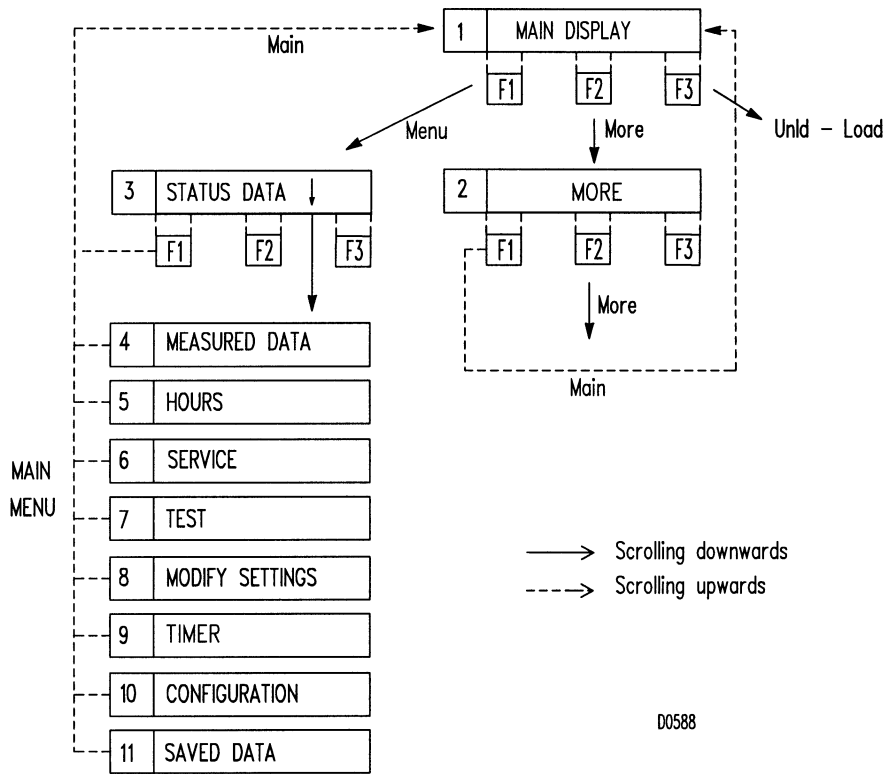 1 MAIN DISPLAY
Main
F1 F2 F3
Menu
More
Unld - Load
3 STATUS DATA
2 MORE
F1 F2 F3
F1 F2 F3
More
Main
4 MEASURED DATA
5 HOURS
6 SERVICE
7 TEST
8 MODIFY SETTINGS
9 TIMER
10 CONFIGURATION
11 SAVED DATA
MAIN
MENU
Scrolling downwards
Scrolling upwards
D0588